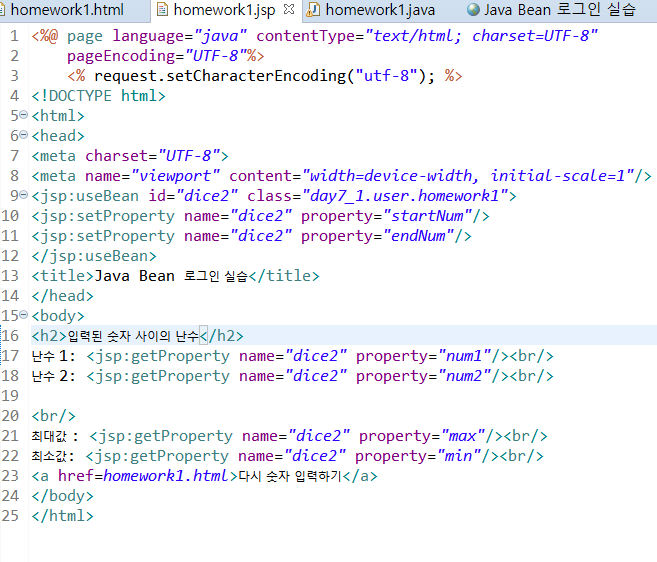 homework1.html homework1.jsp homework1.java Java Bean 로그인 실습
1 <%@ page language="java" contentType="text/html; charset=UTF-8"
2 pageEncoding="UTF-8"%>
3 <% request.setCharacterEncoding("utf-8"); %>
4 <!DOCTYPE html>
5 <html>
6 <head>
7 <meta charset="UTF-8">
8 <meta name="viewport" content="width=device-width, initial-scale=1"/>
9 <jsp:useBean id="dice2" class="day7_1.user.homework1">
10 <jsp:setProperty name="dice2" property="startNum"/>
11 <jsp:setProperty name="dice2" property="endNum"/>
12 </jsp:useBean>
13 <title>Java Bean 로그인 실습</title>
14 </head>
15 <body>
16 <h2>입력된 숫자 사이의 난수</h2>
17 난수 1: <jsp:getProperty name="dice2" property="num1"/><br/>
18 난수 2: <jsp:getProperty name="dice2" property="num2"/><br/>
19
20 <br/>
21 최대값 : <jsp:getProperty name="dice2" property="max"/><br/>
22 최소값: <jsp:getProperty name="dice2" property="min"/><br/>
23 <a href=homework1.html>다시 숫자 입력하기</a>
24 </body>
25 </html>